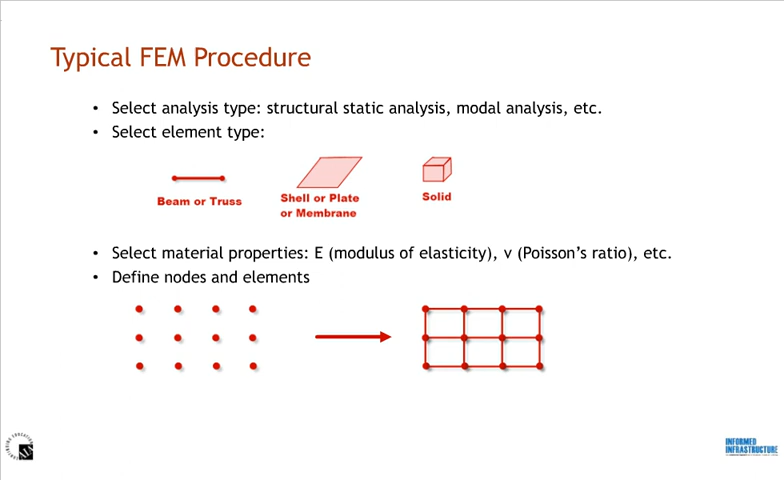 Typical FEM Procedure
• Select analysis type: structural static analysis, modal analysis, etc.
• Select element type:
Beam or Truss
Shell or Plate
or Membrane
Solid
• Select material properties: E (modulus of elasticity), ν (Poisson's ratio), etc.
• Define nodes and elements
INFORMED
INFRASTRUCTURE